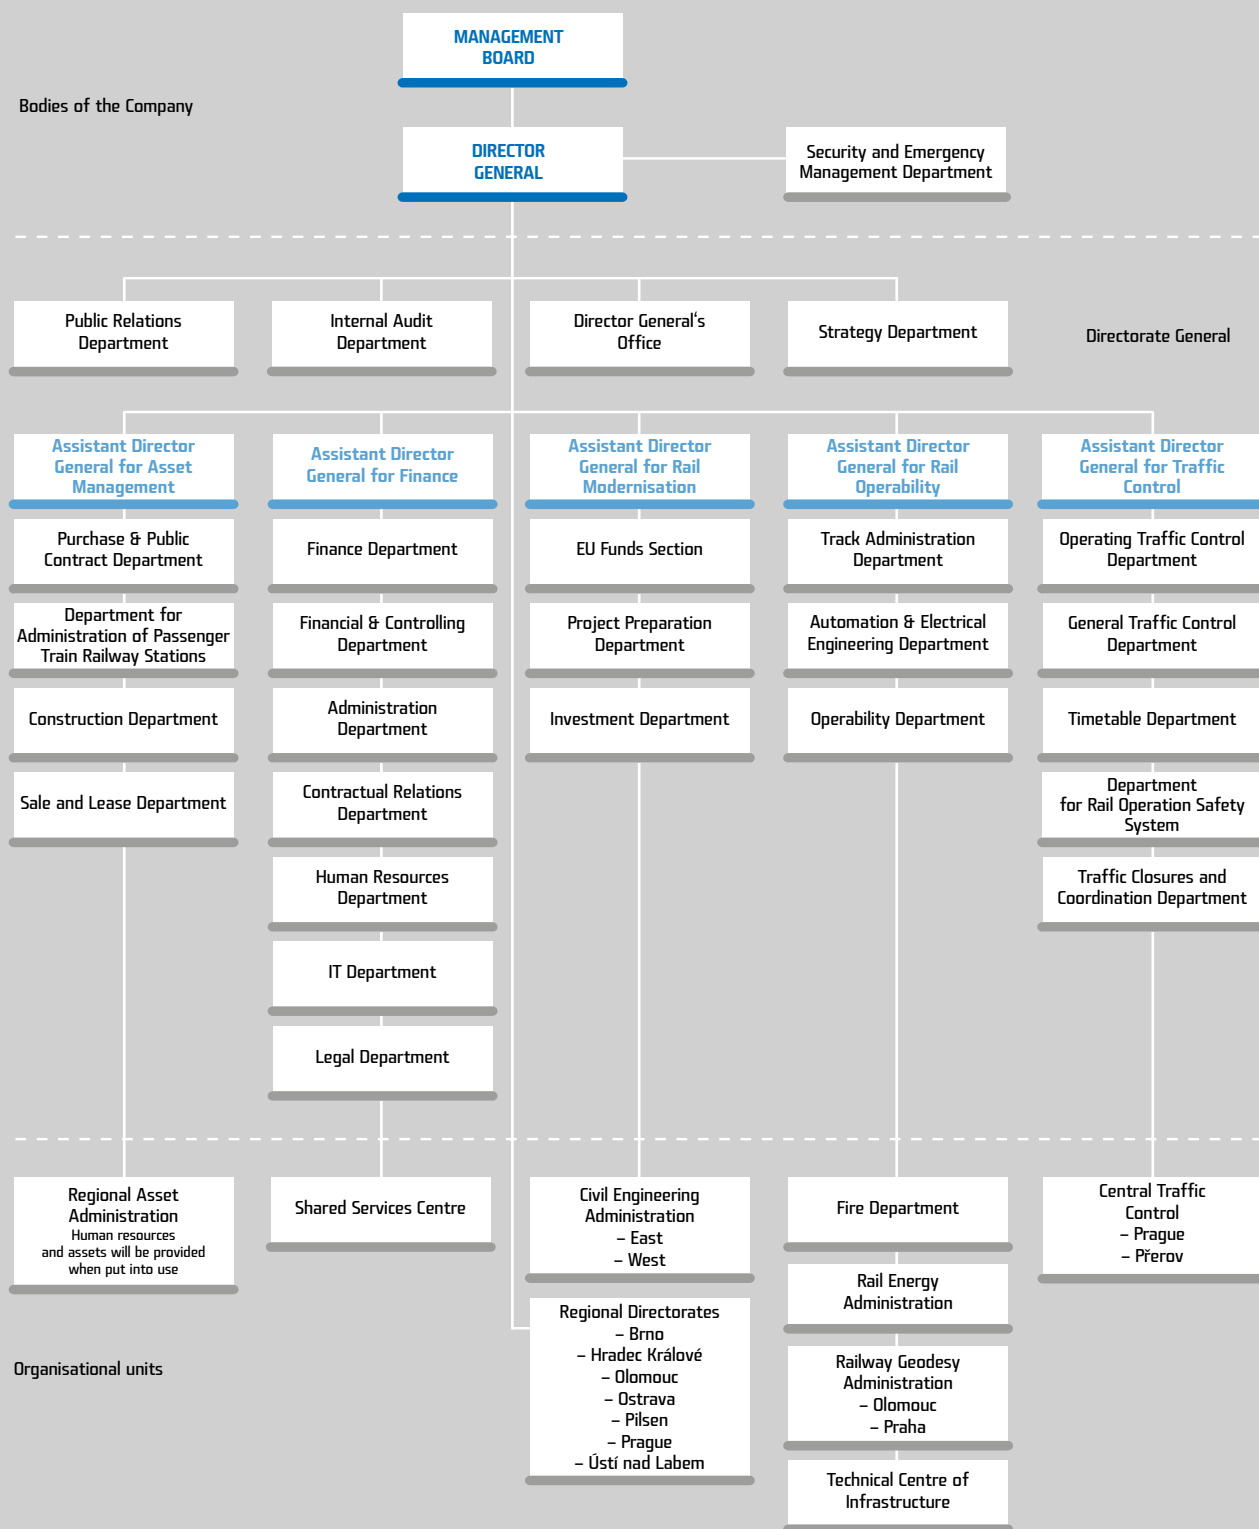 MANAGEMENT
BOARD
Bodies of the Company
DIRECTOR
GENERAL
Security and Emergency
Management Department
Public Relations
Department
Internal Audit
Department
Director General‘s
Office
Strategy Department
Directorate General
Assistant Director
General for Asset
Management
Assistant Director
General for Finance
Assistant Director
General for Rail
Modernisation
Assistant Director
General for Rail
Operability
Assistant Director
General for Traffic
Control
Purchase & Public
Contract Department
Finance Department
EU Funds Section
Track Administration
Department
Operating Traffic Control
Department
Department for
Administration of Passenger
Train Railway Stations
Financial & Controlling
Department
Project Preparation
Department
Automation & Electrical
Engineering Department
General Traffic Control
Department
Construction Department
Administration
Department
Investment Department
Operability Department
Timetable Department
Sale and Lease Department
Contractual Relations
Department
Department
for Rail Operation Safety
System
Human Resources
Department
Traffic Closures and
Coordination Department
IT Department
Legal Department
Regional Asset
Administration
Human resources
and assets will be provided
when put into use
Shared Services Centre
Civil Engineering
Administration
– East
– West
Fire Department
Central Traffic
Control
– Prague
– Přerov
Rail Energy
Administration
Regional Directorates
– Brno
– Hradec Králové
– Olomouc
– Ostrava
– Pilsen
– Prague
– Ústí nad Labem
Organisational units
Railway Geodesy
Administration
– Olomouc
– Praha
Technical Centre of
Infrastructure